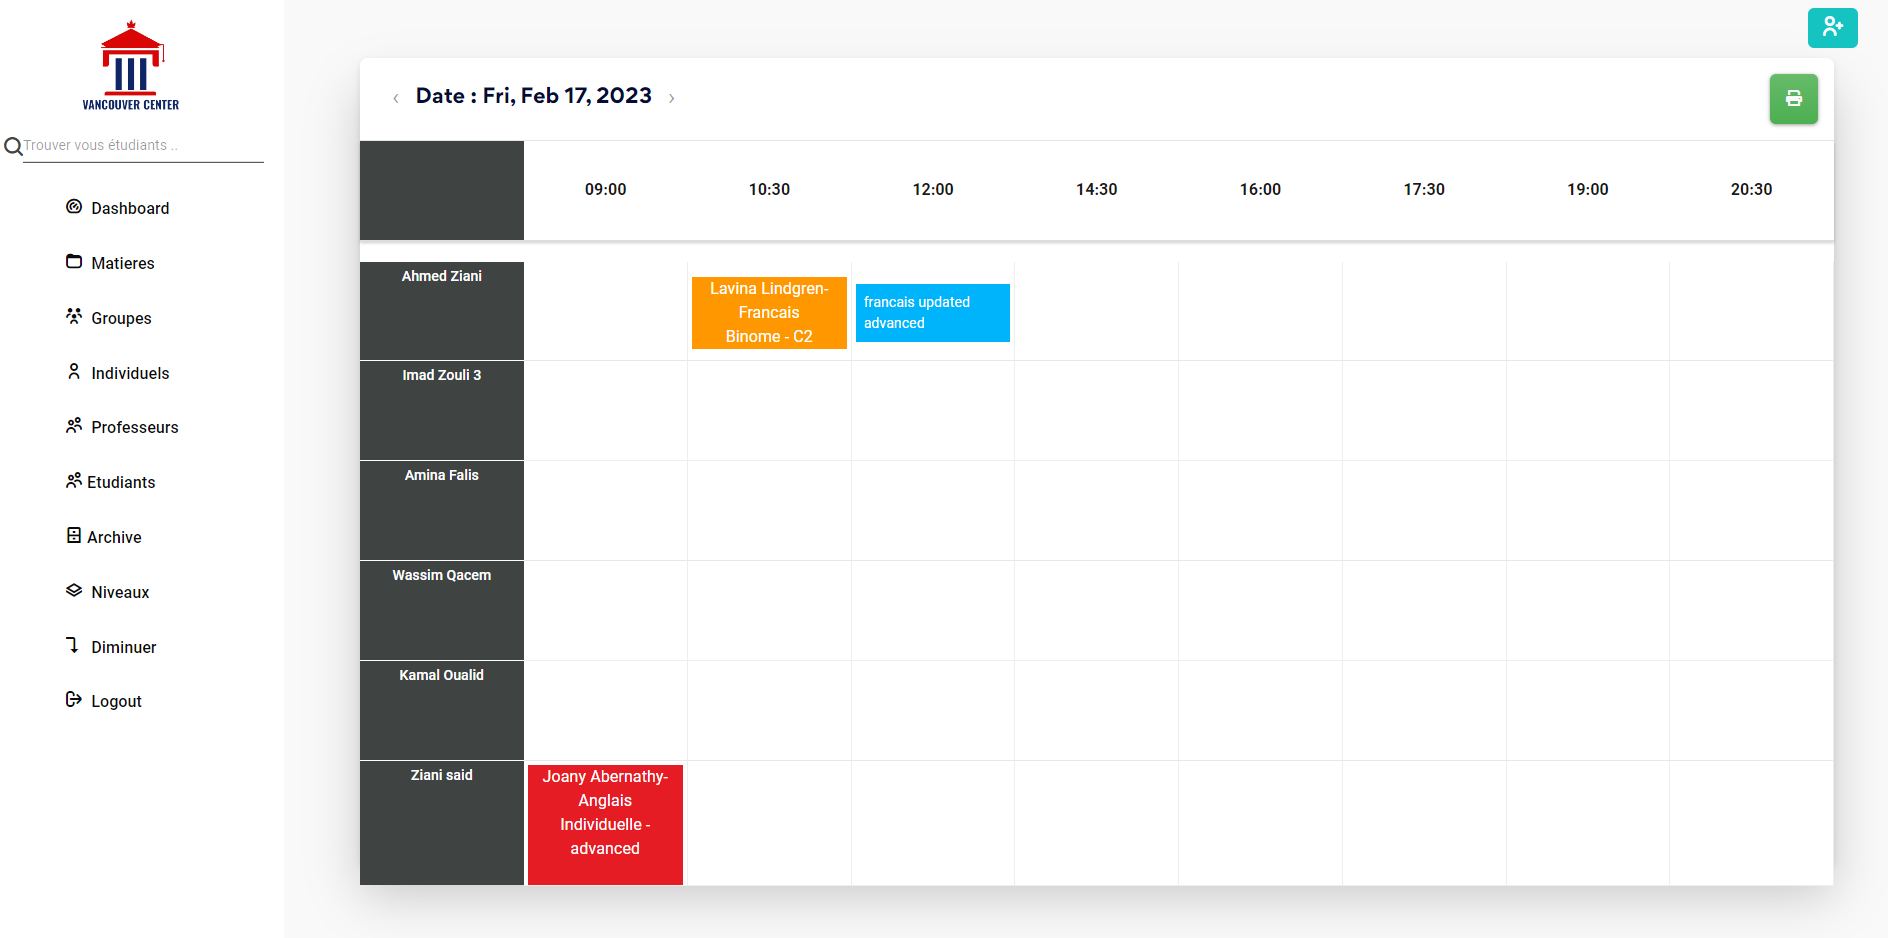 VANCOUVER CENTER
Trouver vous étudiants ..
Dashboard
Matieres
Groupes
Individuels
Professeurs
Etudiants
Archive
Niveaux
Diminuer
Logout
‹ Date : Fri, Feb 17, 2023 ›
09:00 10:30 12:00 14:30 16:00 17:30 19:00 20:30
Ahmed Ziani
Lavina Lindgren-
Francais
Binome - C2
francais updated
advanced
Imad Zouli 3
Amina Falis
Wassim Qacem
Kamal Oualid
Ziani said
Joany Abernathy-
Anglais
Individuelle -
advanced